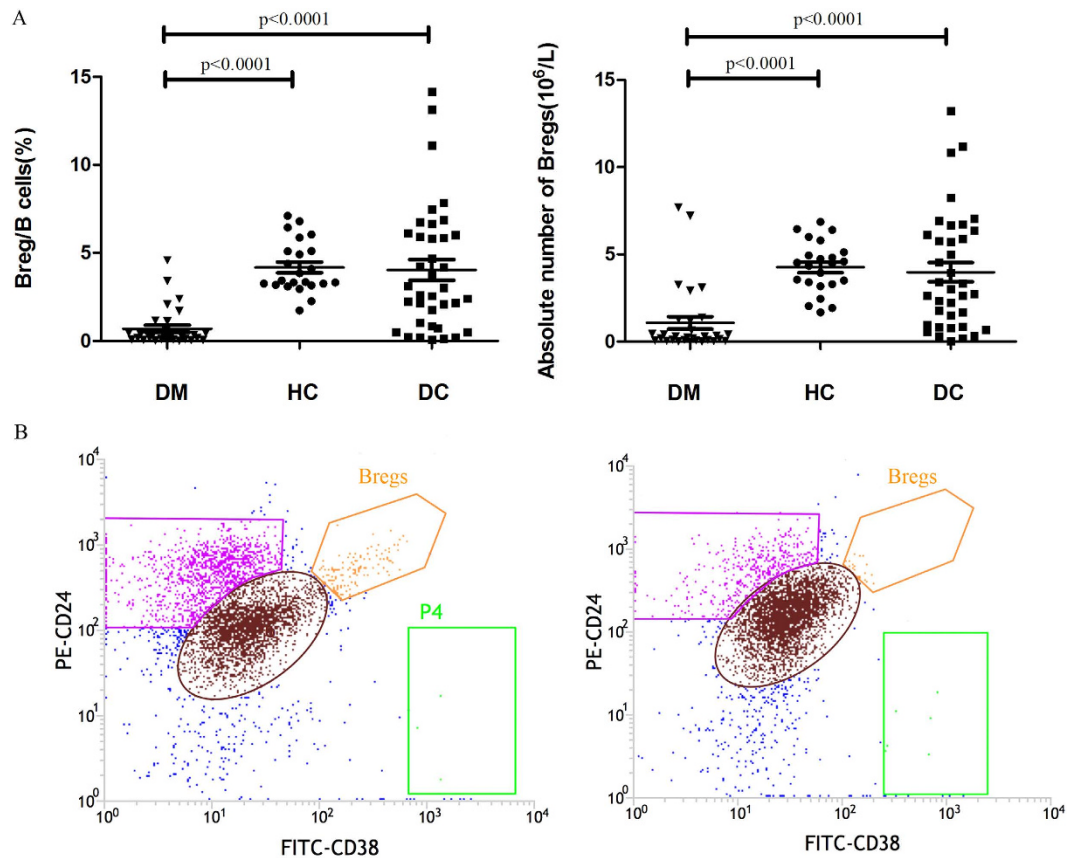 A
p<0.0001
p<0.0001
Breg/B cells(%)
15
10
5
0
DM HC DC
p<0.0001
p<0.0001
Absolute number of Bregs(10⁶/L)
15
10
5
0
DM HC DC
B
PE-CD24
10⁴
10³
10²
10¹
10⁰
Bregs
P4
10⁰ 10¹ 10² 10³ 10⁴
FITC-CD38
PE-CD24
10⁴
10³
10²
10¹
10⁰
Bregs
10⁰ 10¹ 10² 10³ 10⁴
FITC-CD38